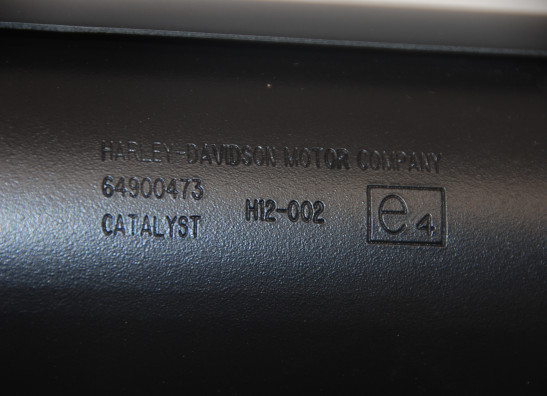 HARLEY-DAVIDSON MOTOR COMPANY
64900473
CATALYST H12-002 e4